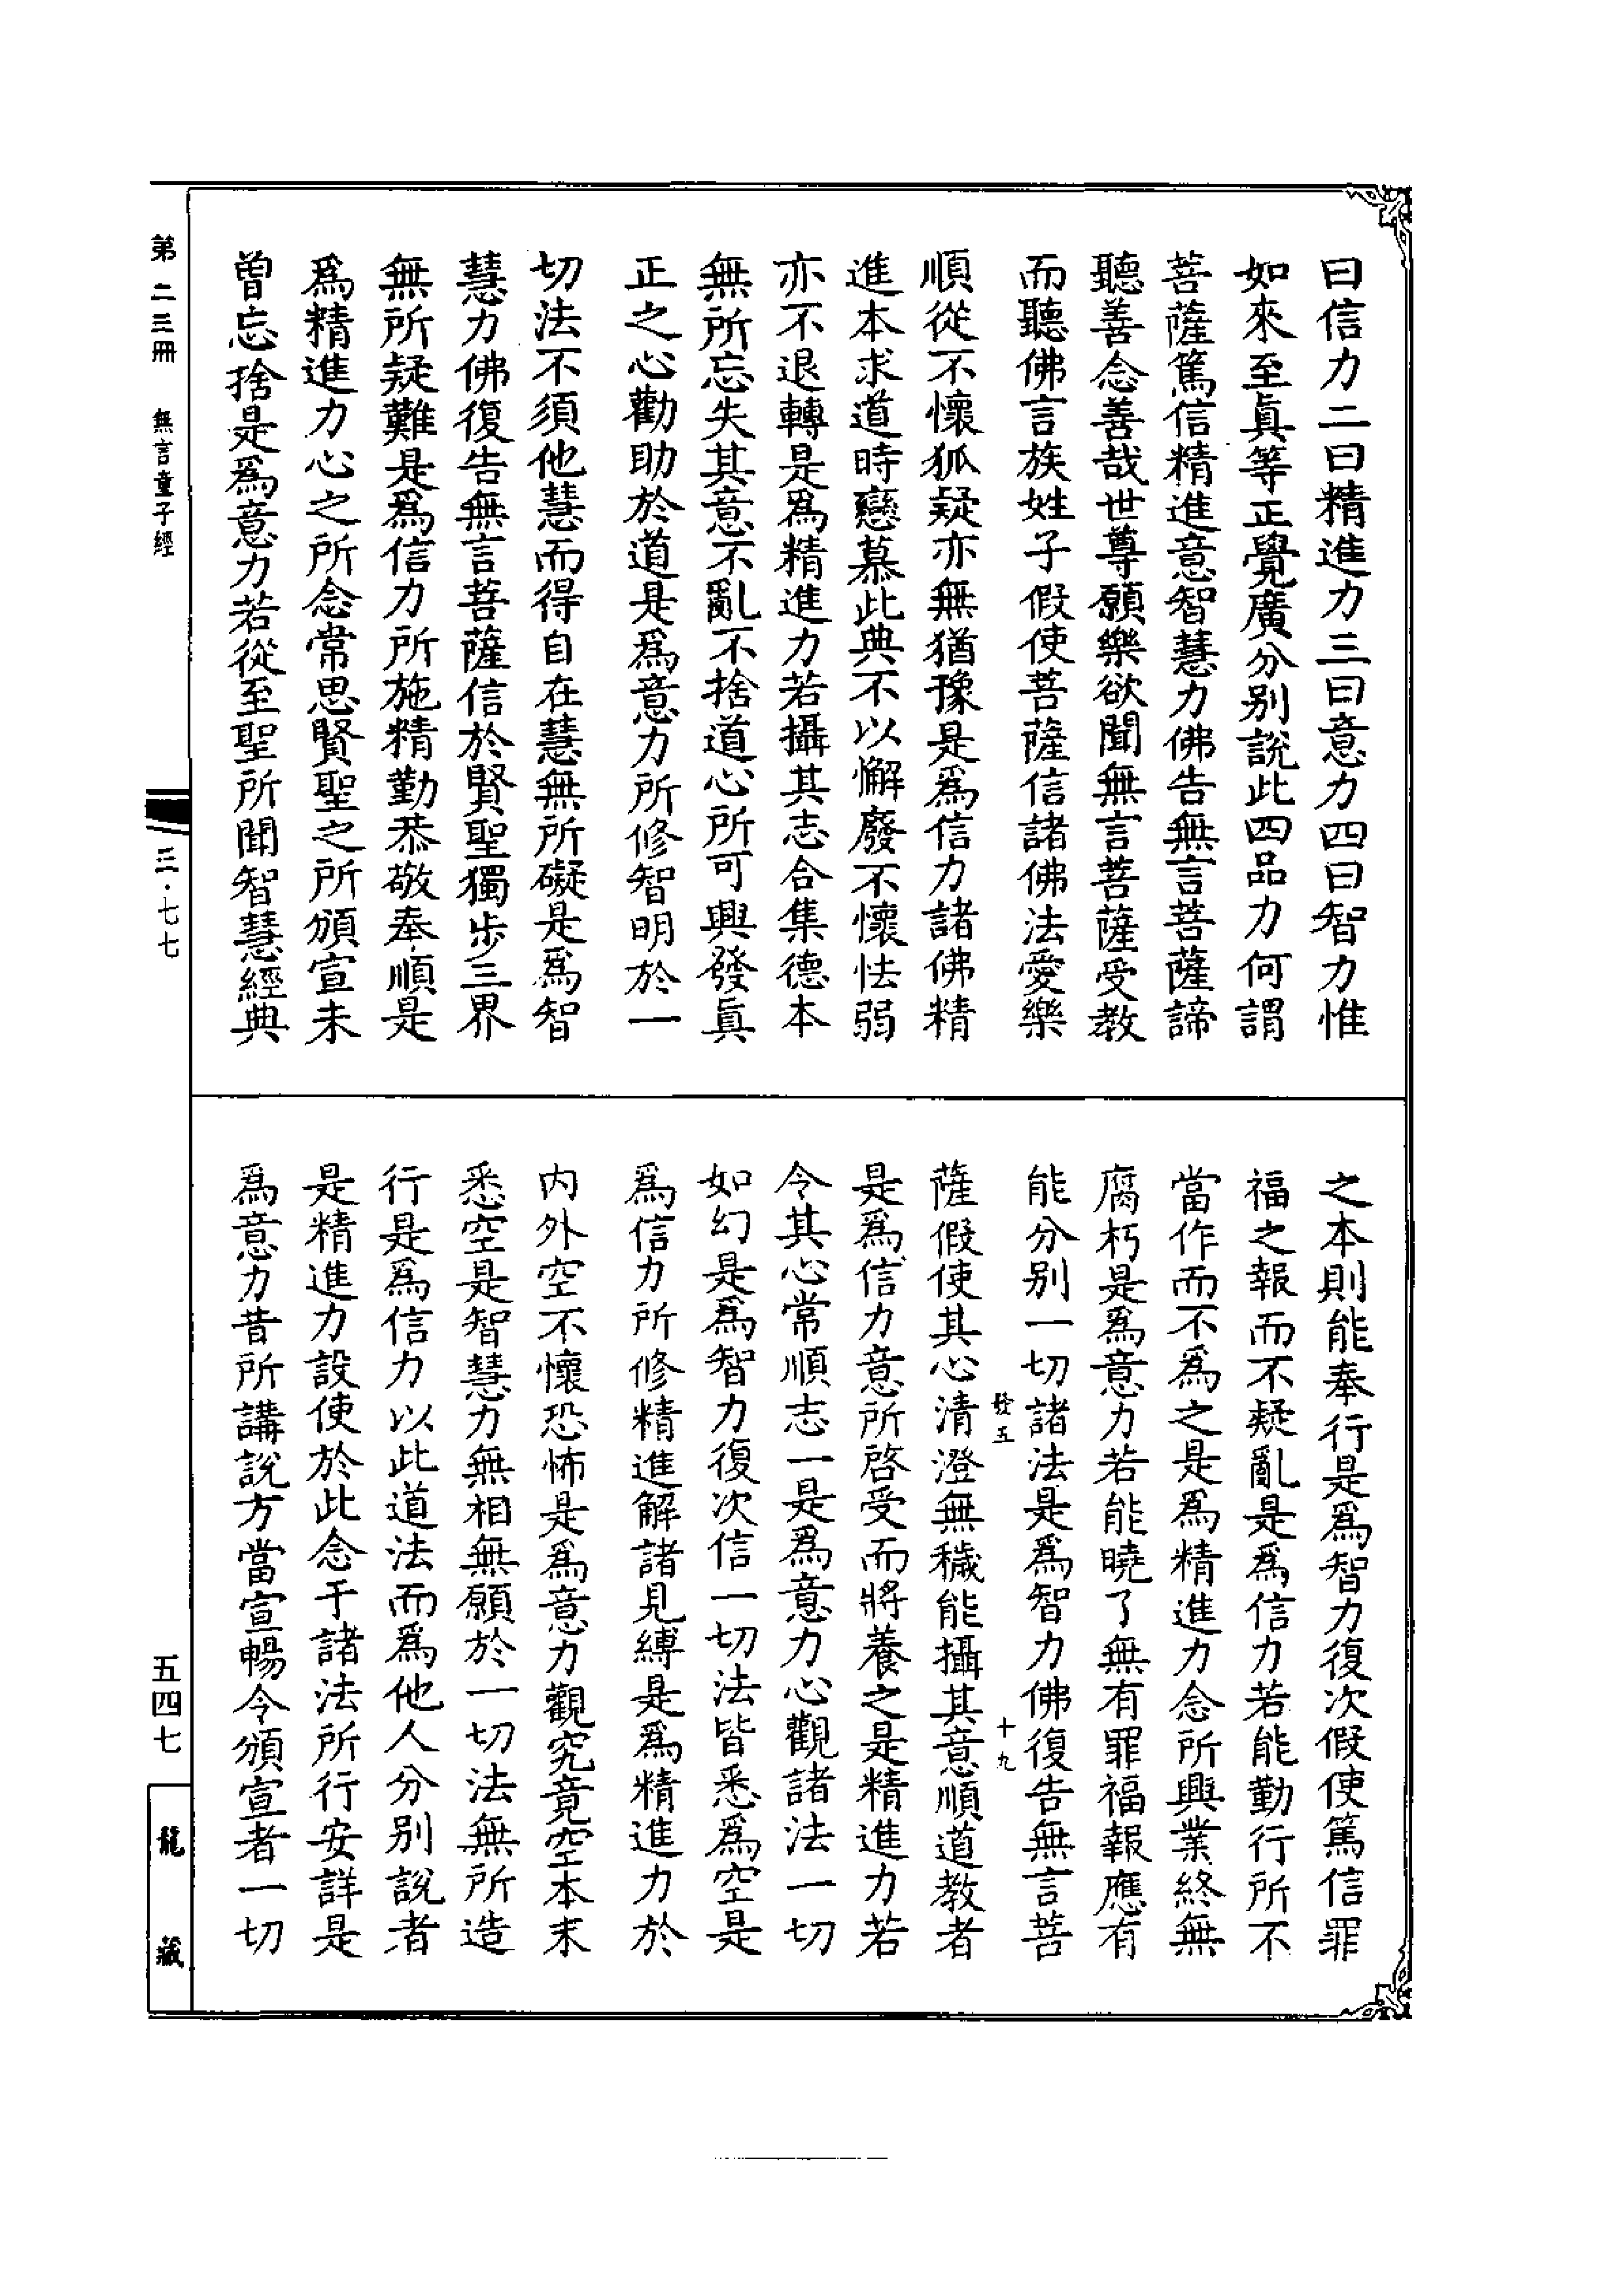 曰信力二曰精進力三曰意力四曰智力惟
如來至眞等正覺廣分別說此四品力何謂
菩薩篤信精進意智慧力佛告無言菩薩諦
聽善念善哉世尊願樂欲聞無言菩薩受教
而聽佛言族姓子假使菩薩信諸佛法愛樂
順從不懷狐疑亦無猶豫是爲信力諸佛精
進本求道時戀慕此典不以懈廢不懷怯弱
亦不退轉是爲精進力若攝其志合集德本
無所忘失其意不亂不捨道心所可興發眞
正之心勸助於道是爲意力所修智明於一
切法不須他慧而得自在慧無所礙是爲智
慧力佛復告無言菩薩信於賢聖獨步三界
無所疑難是爲信力所施精勤恭敬奉順是
爲精進力心之所念常思賢聖之所頒宣未
曾忘捨是爲意力若從至聖所聞智慧經典
之本則能奉行是爲智力復次假使篤信罪
福之報而不疑亂是爲信力若能勤行所不
當作而不爲之是爲精進力念所興業終無
腐朽是爲意力若能曉了無有罪福報應有
能分別一切諸法是爲智力佛復告無言菩
發五 十九
薩假使其心清澄無穢能攝其意順道教者
是爲信力意所啓受而將養之是精進力若
令其心常順志一是爲意力心觀諸法一切
如幻是爲智力復次信一切法皆悉爲空是
爲信力所修精進解諸見縛是爲精進力於
內外空不懷恐怖是爲意力觀究竟空本末
悉空是智慧力無相無願於一切法無所造
行是爲信力以此道法而爲他人分別說者
是精進力設使於此念于諸法所行安詳是
爲意力昔所講說方當宣暢令頒宣者一切
第二三冊 無言童子經
三·七七
五四七
龍藏